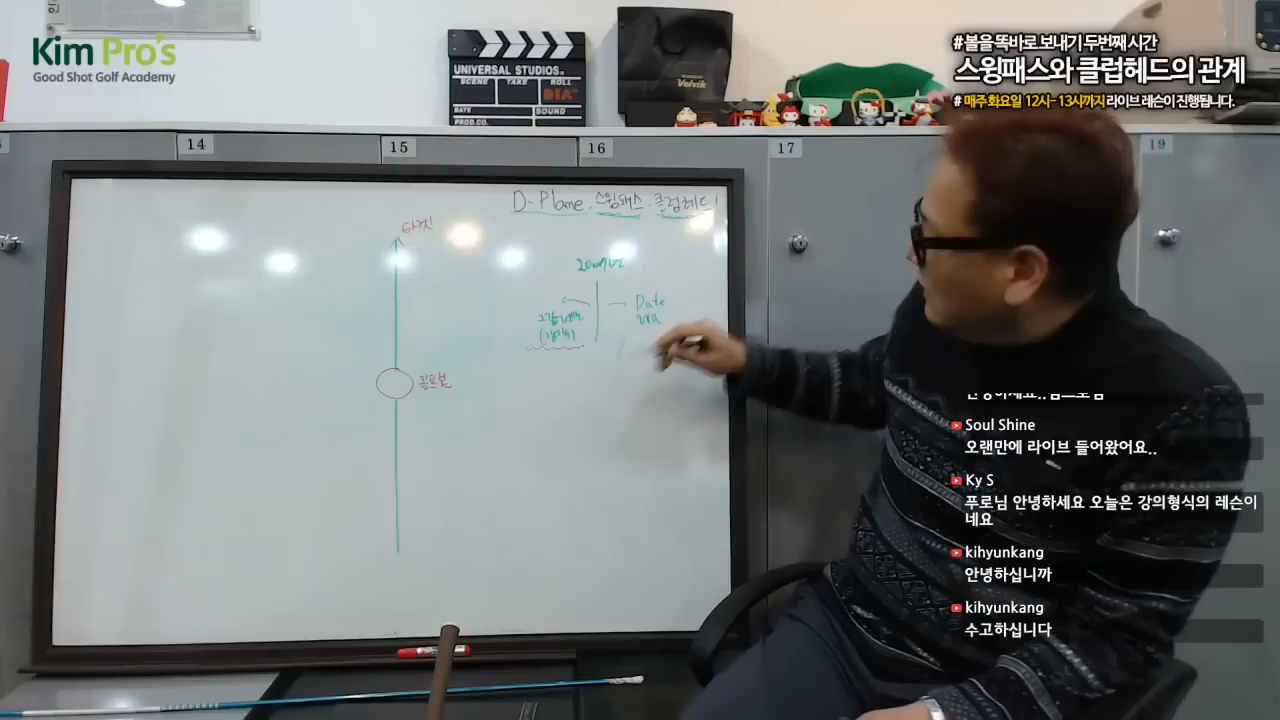 Kim Pro's
Good Shot Golf Academy
#볼을 똑바로 보내기 두번째 시간
스윙패스와 클럽헤드의 관계
# 매주 화요일 12시- 13시까지 라이브 레슨이 진행됩니다.
UNIVERSAL STUDIOS
SCENE TAKE ROLL
DATE SOUND
PROD.CO.
Volvik
14
15
16
17
19
D-Plane. 스윙패스. 클럽헤드!
타겟
Date
골프볼
안녕하세요..
Soul Shine
오랜만에 라이브 들어왔어요..
Ky S
푸로님 안녕하세요 오늘은 강의형식의 레슨이
네요
kihyunkang
안녕하십니까
kihyunkang
수고하십니다